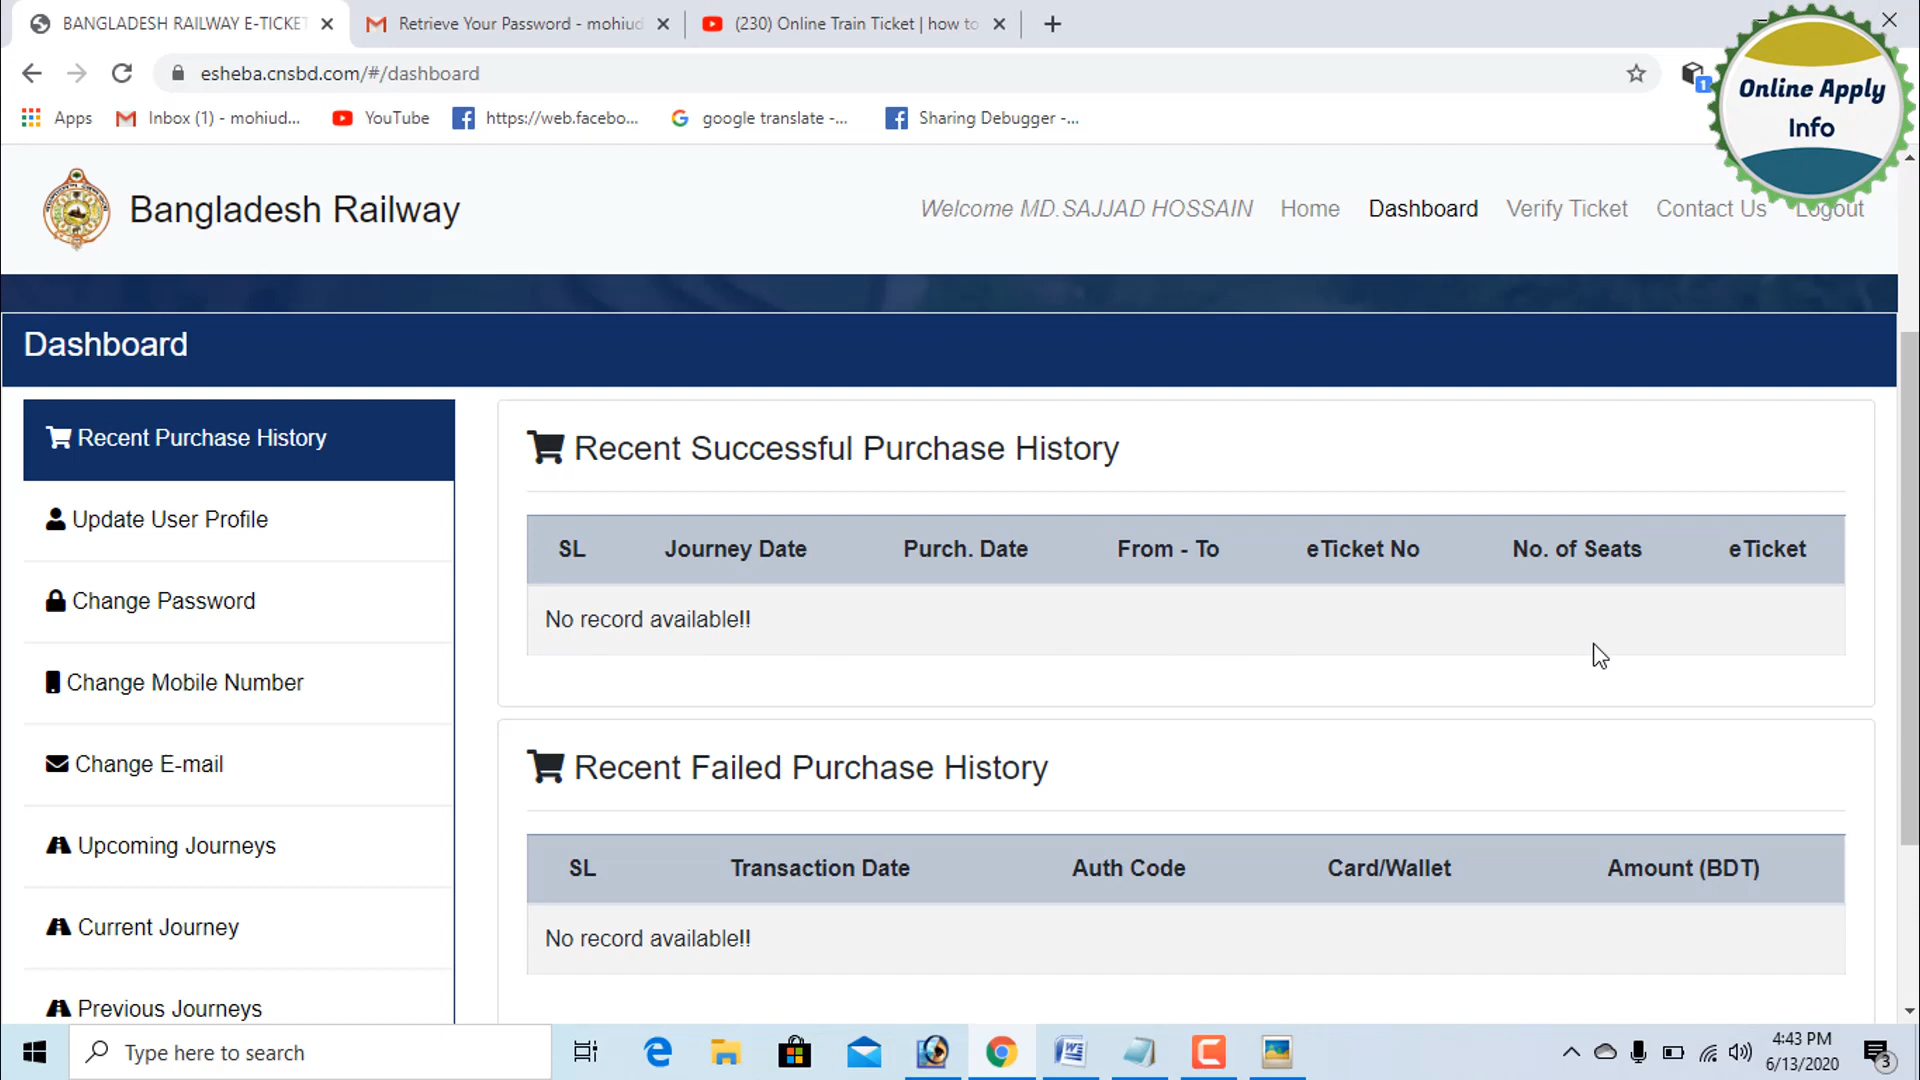 BANGLADESH RAILWAY E-TICKET
Retrieve Your Password - mohiud
(230) Online Train Ticket | how to
esheba.cnsbd.com/#/dashboard
1
Online Apply
Info
Apps
Inbox (1) - mohiud...
YouTube
https://web.facebo...
google translate -...
Sharing Debugger -...
Bangladesh Railway
Welcome MD.SAJJAD HOSSAIN
Home
Dashboard
Verify Ticket
Contact Us
Logout
Dashboard
Recent Purchase History
Update User Profile
Change Password
Change Mobile Number
Change E-mail
Upcoming Journeys
Current Journey
Previous Journeys
Recent Successful Purchase History
SL Journey Date Purch. Date From - To eTicket No No. of Seats eTicket
No record available!!
Recent Failed Purchase History
SL Transaction Date Auth Code Card/Wallet Amount (BDT)
No record available!!
Type here to search
4:43 PM
6/13/2020
3